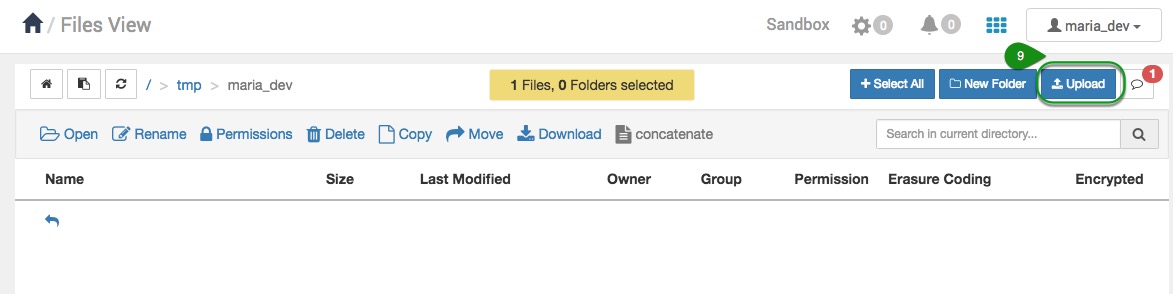 / Files View Sandbox 0 0 maria_dev
9
/ > tmp > maria_dev 1 Files, 0 Folders selected Select All New Folder Upload 1
Open Rename Permissions Delete Copy Move Download concatenate Search in current directory...
Name Size Last Modified Owner Group Permission Erasure Coding Encrypted